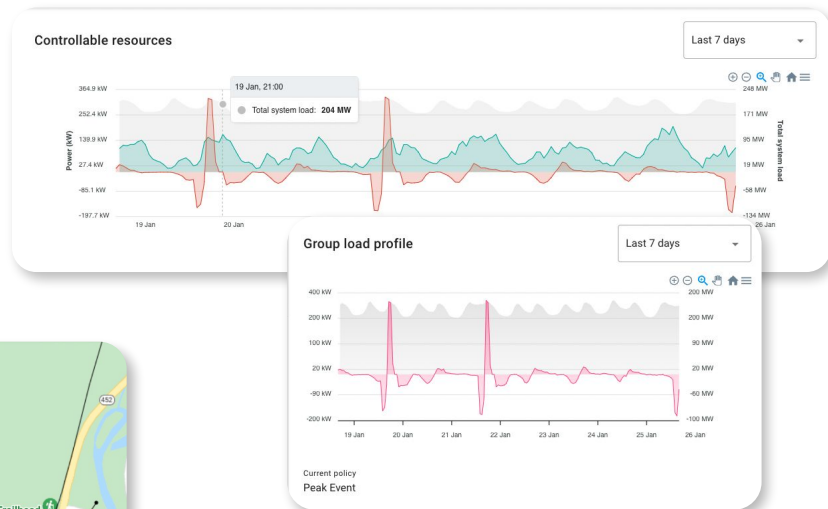 Controllable resources
Last 7 days
364.9 kW
252.4 kW
139.9 kW
27.4 kW
-85.1 kW
-197.7 kW
Power (kW)
19 Jan, 21:00
Total system load: 204 MW
248 MW
171 MW
95 MW
19 MW
-58 MW
-134 MW
Total system load
19 Jan
20 Jan
26 Jan
Group load profile
Last 7 days
400 kW
200 kW
100 kW
20 kW
-90 kW
-200 kW
200 MW
200 MW
90 MW
20 MW
-60 MW
-100 MW
19 Jan
20 Jan
21 Jan
22 Jan
23 Jan
24 Jan
25 Jan
26 Jan
Current policy
Peak Event
452